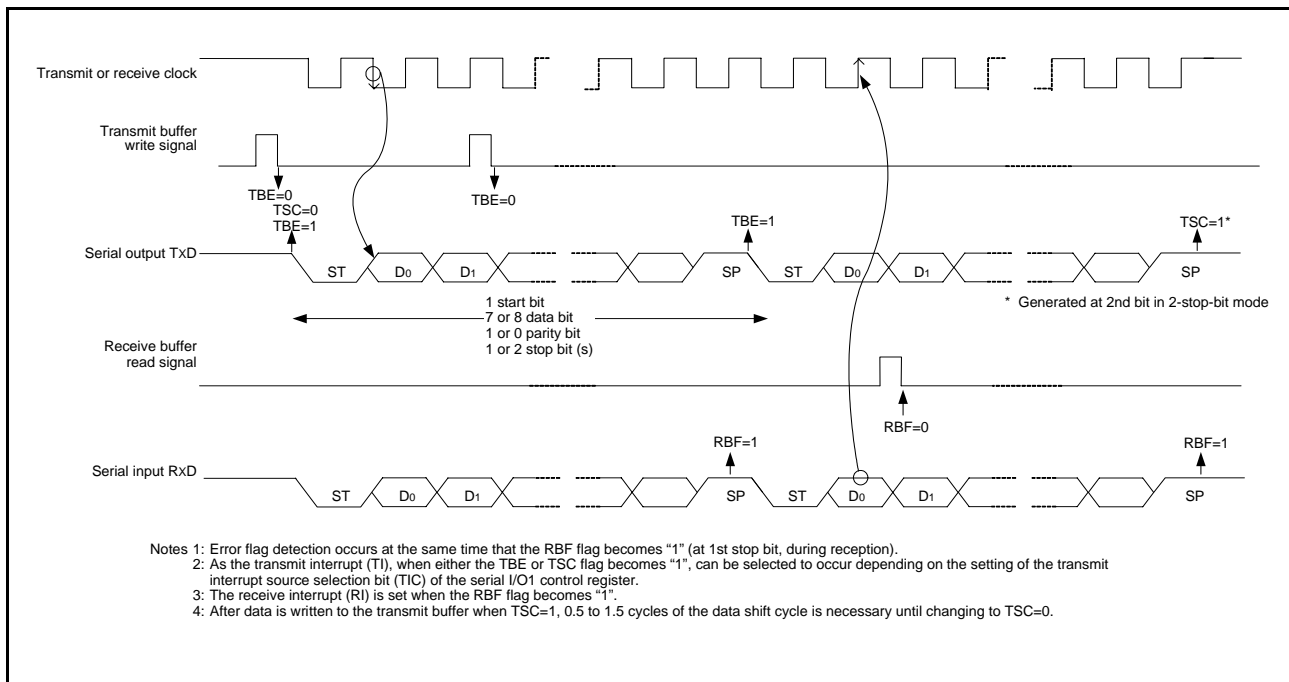 Transmit or receive clock
Transmit buffer
write signal
TBE=0
TSC=0
TBE=1
TBE=0
TBE=1
TSC=1*
Serial output TXD
ST
D0
D1
SP
ST
D0
D1
SP
1 start bit
7 or 8 data bit
1 or 0 parity bit
1 or 2 stop bit (s)
* Generated at 2nd bit in 2-stop-bit mode
Receive buffer
read signal
RBF=0
RBF=1
RBF=1
Serial input RXD
ST
D0
D1
SP
ST
D0
D1
SP
Notes 1: Error flag detection occurs at the same time that the RBF flag becomes “1” (at 1st stop bit, during reception).
2: As the transmit interrupt (TI), when either the TBE or TSC flag becomes “1”, can be selected to occur depending on the setting of the transmit
interrupt source selection bit (TIC) of the serial I/O1 control register.
3: The receive interrupt (RI) is set when the RBF flag becomes “1”.
4: After data is written to the transmit buffer when TSC=1, 0.5 to 1.5 cycles of the data shift cycle is necessary until changing to TSC=0.